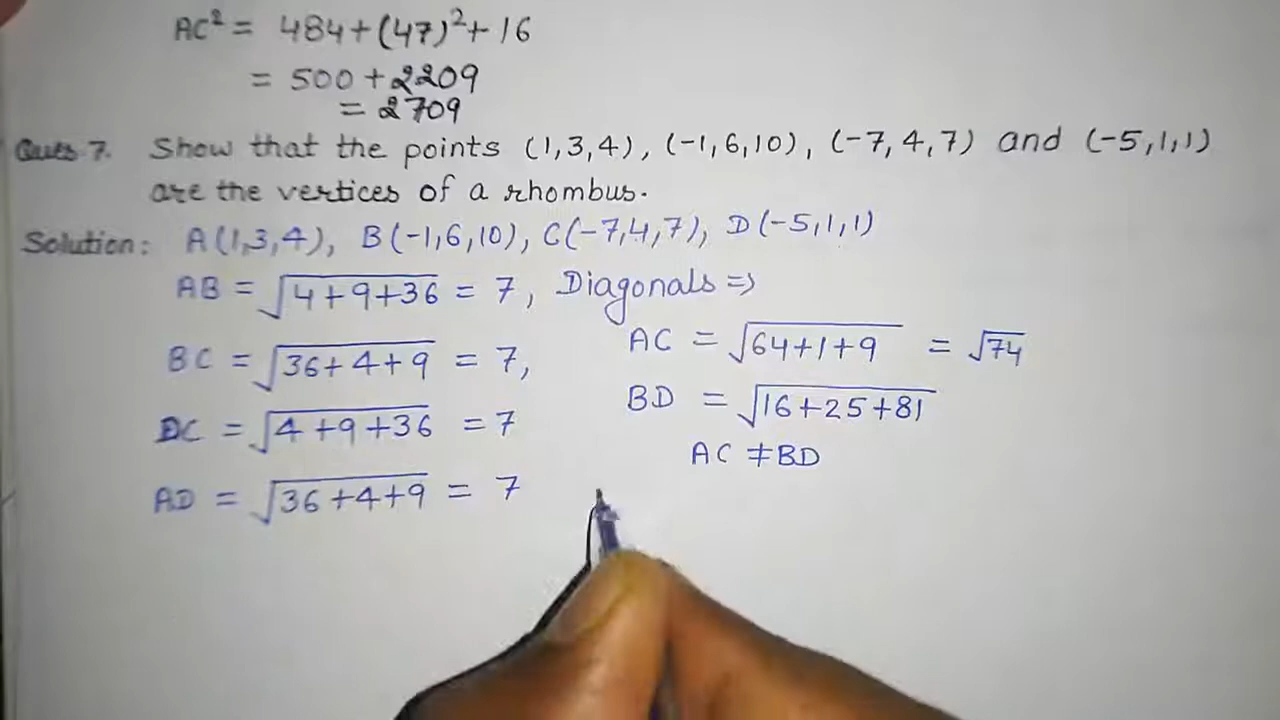 AC² = 484+(47)²+16
= 500+2209
= 2709
Ques 7. Show that the points (1,3,4), (-1,6,10), (-7,4,7) and (-5,1,1)
are the vertices of a rhombus.
Solution: A(1,3,4), B(-1,6,10), C(-7,4,7), D(-5,1,1)
AB = √4+9+36 = 7, Diagonals ⇒
AC = √64+1+9 = √74
BC = √36+4+9 = 7,
BD = √16+25+81
DC = √4+9+36 = 7
AC ≠ BD
AD = √36+4+9 = 7